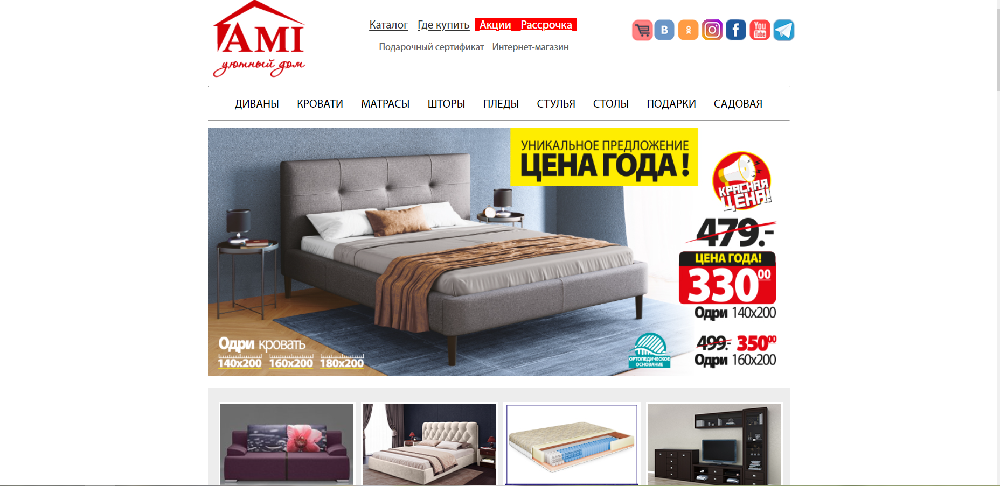 АМІ
уютный дом
Каталог Где купить Акции Рассрочка
Подарочный сертификат Интернет-магазин
В
You
Tube
ДИВАНЫ КРОВАТИ МАТРАСЫ ШТОРЫ ПЛЕДЫ СТУЛЬЯ СТОЛЫ ПОДАРКИ САДОВАЯ
УНИКАЛЬНОЕ ПРЕДЛОЖЕНИЕ
ЦЕНА ГОДА !
КРАСНАЯ
ЦЕНА!
479.-
ЦЕНА ГОДА!
330 00
Одри 140x200
499.- 350 00
Одри 160x200
ОРТОПЕДИЧЕСКОЕ
ОСНОВАНИЕ
Одри кровать
140x200 160x200 180x200